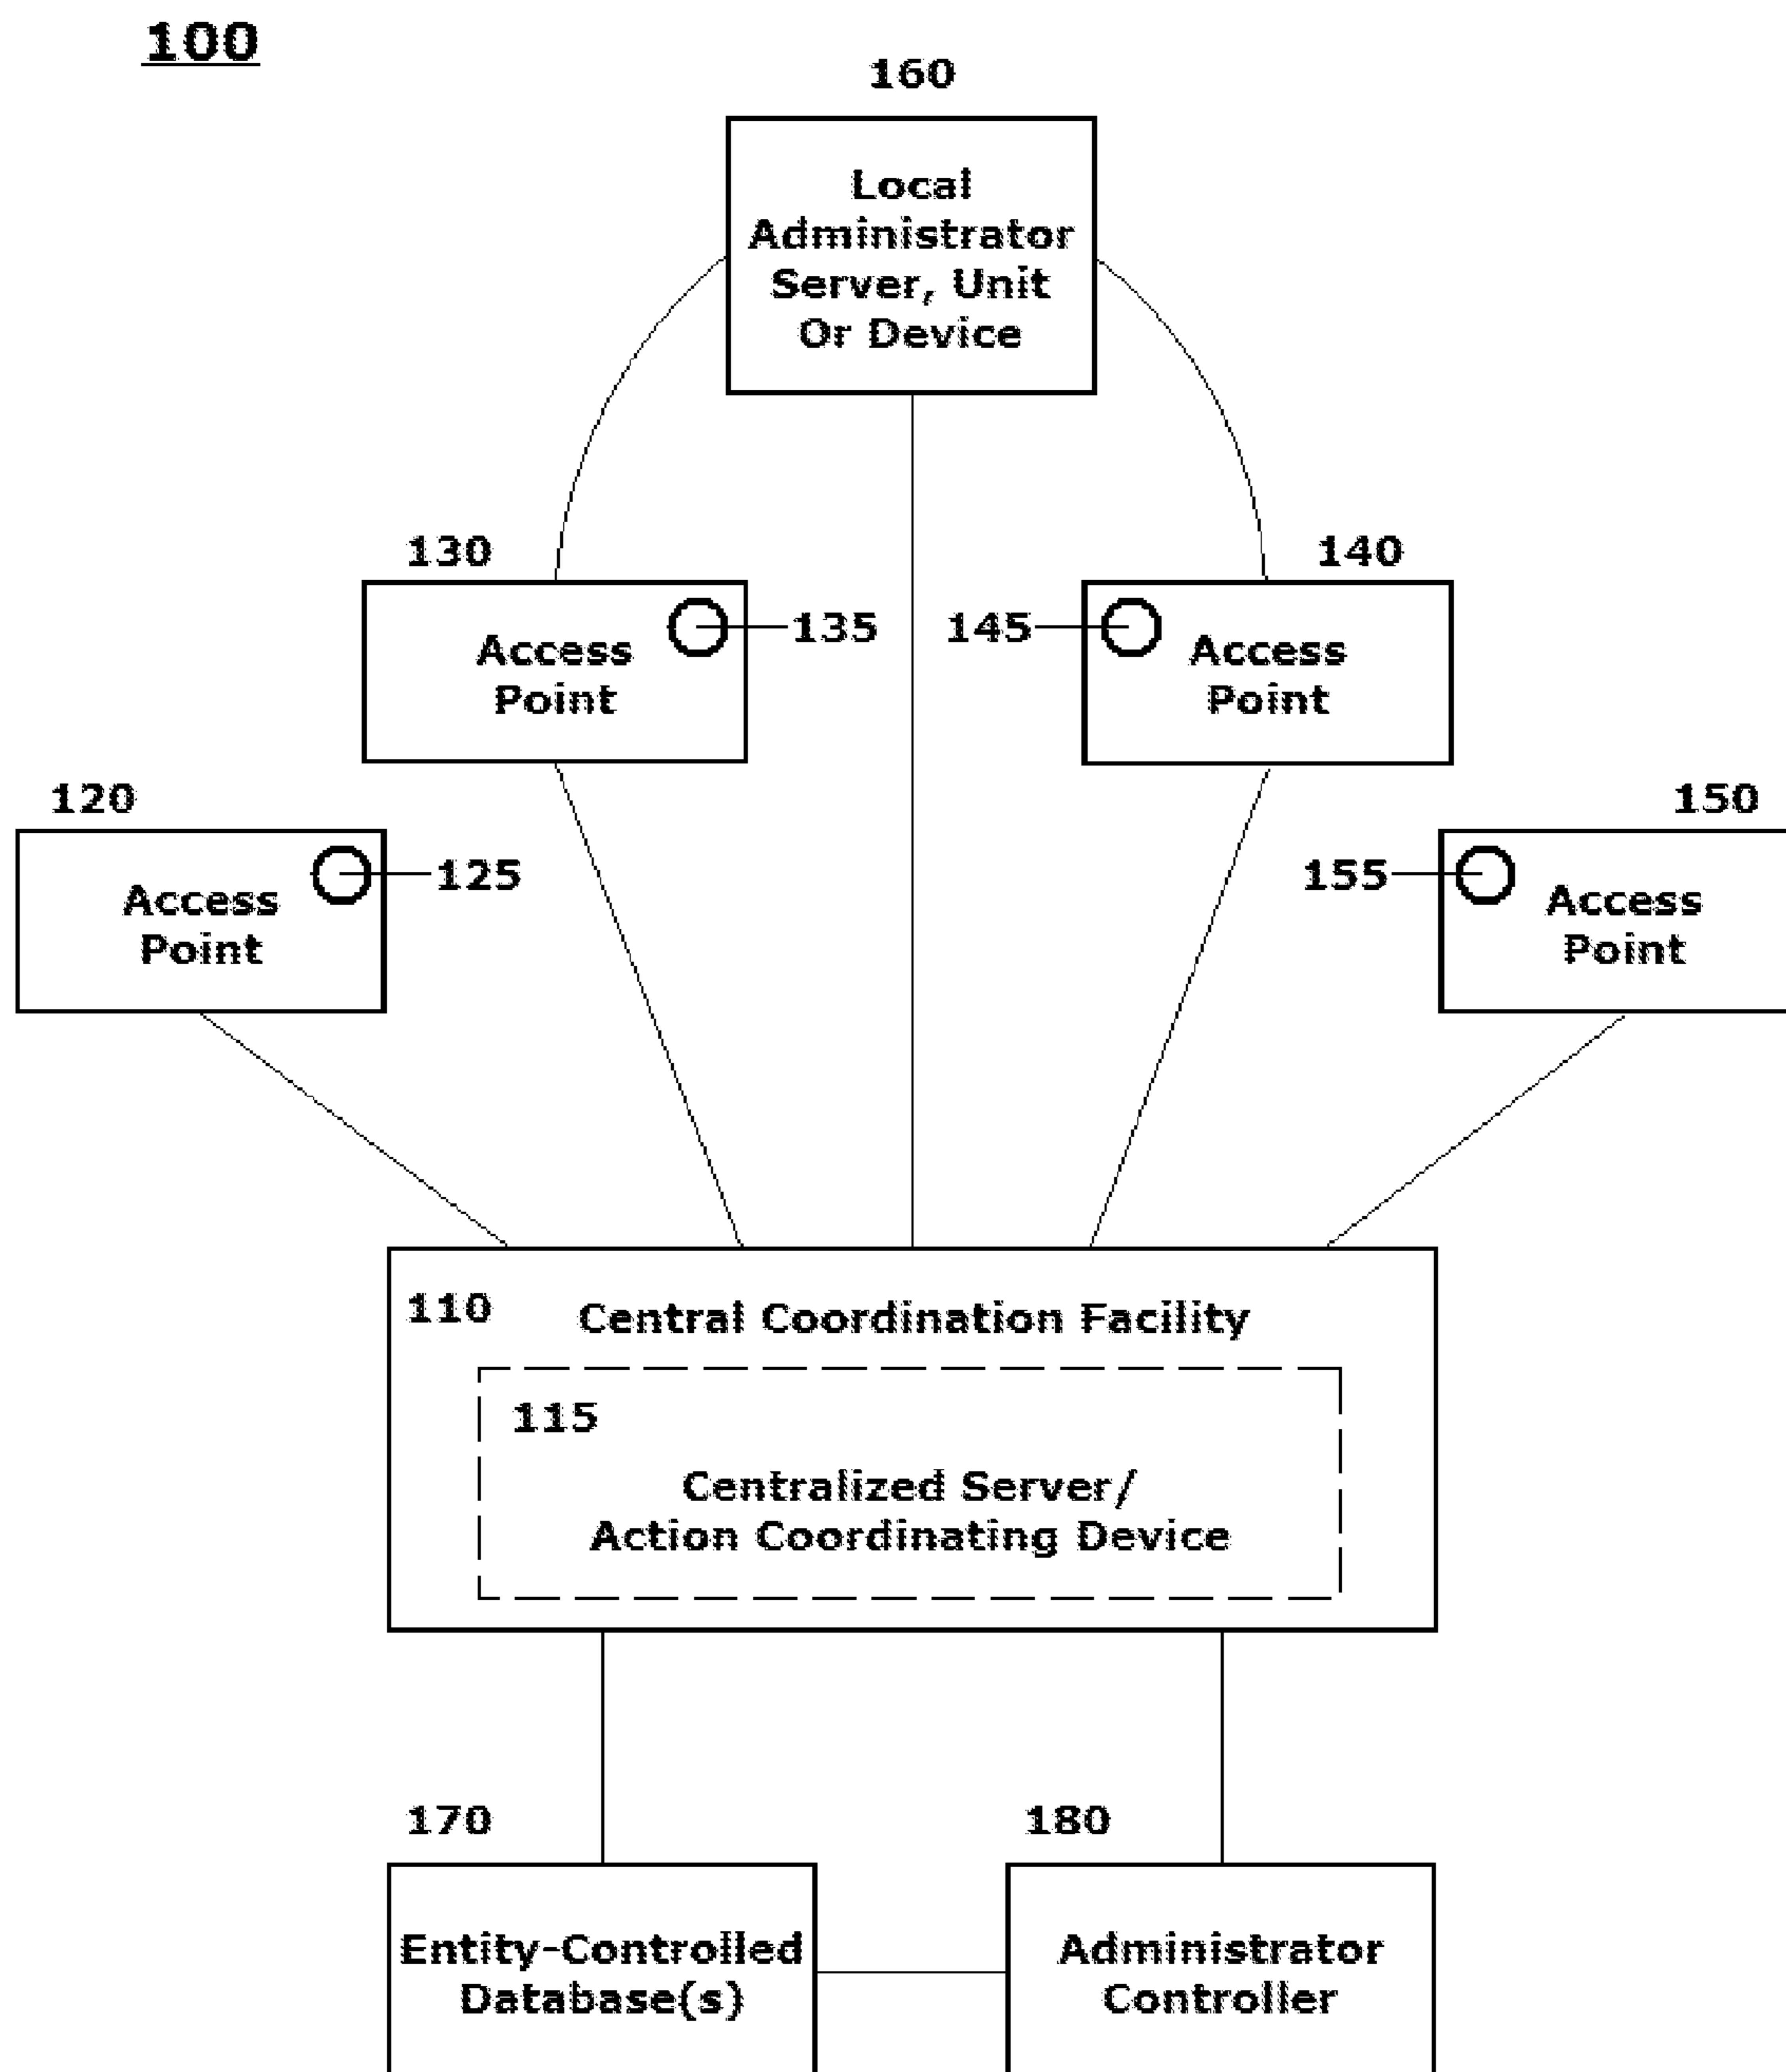 100
160
Local
Administrator
Server, Unit
Or Device
130
140
135
145
Access
Point
Access
Point
120
150
125
155
Access
Point
Access
Point
110
Central Coordination Facility
115
Centralized Server/
Action Coordinating Device
170
180
Entity-Controlled
Database(s)
Administrator
Controller